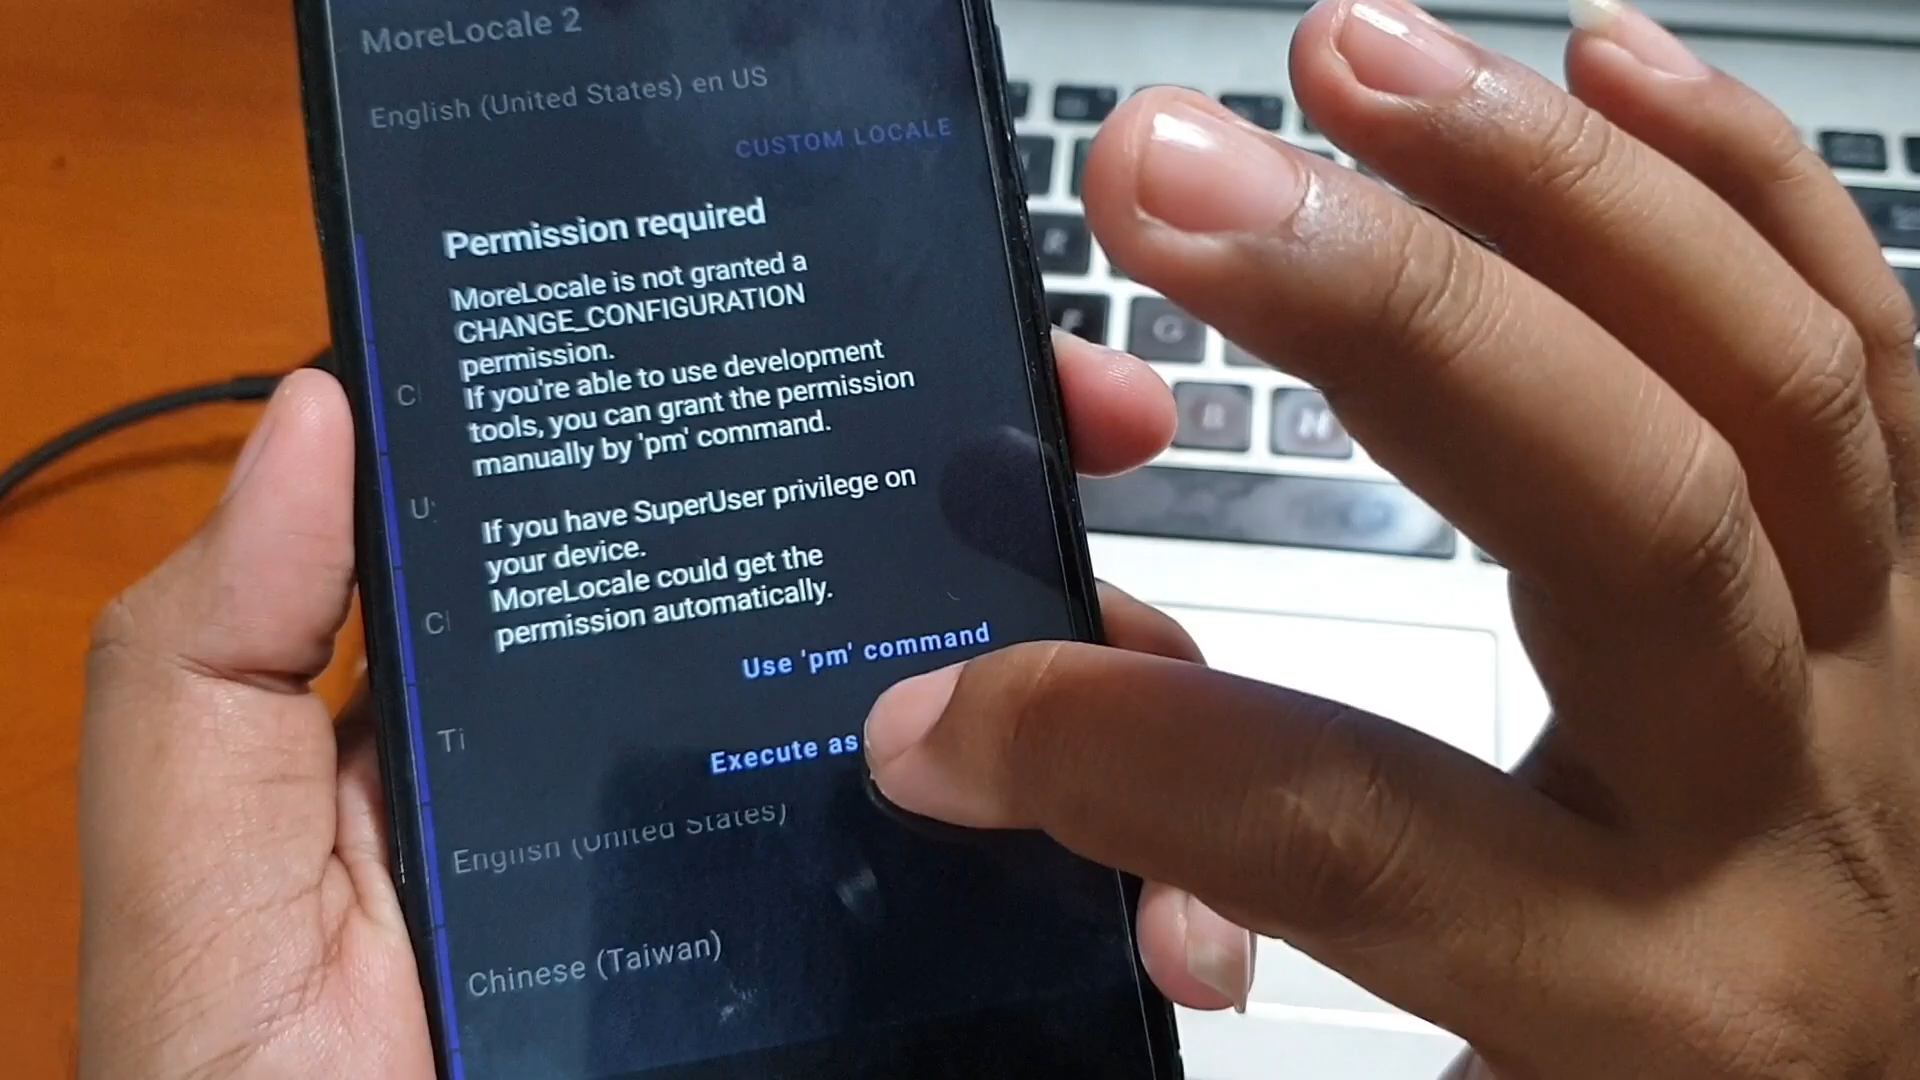 MoreLocale 2
English (United States) en US
CUSTOM LOCALE
Permission required
MoreLocale is not granted a
CHANGE_CONFIGURATION
permission.
If you're able to use development
tools, you can grant the permission
manually by 'pm' command.
If you have SuperUser privilege on
your device.
MoreLocale could get the
permission automatically.
Use 'pm' command
Execute as
English (United States)
Chinese (Taiwan)
R
G
B
N